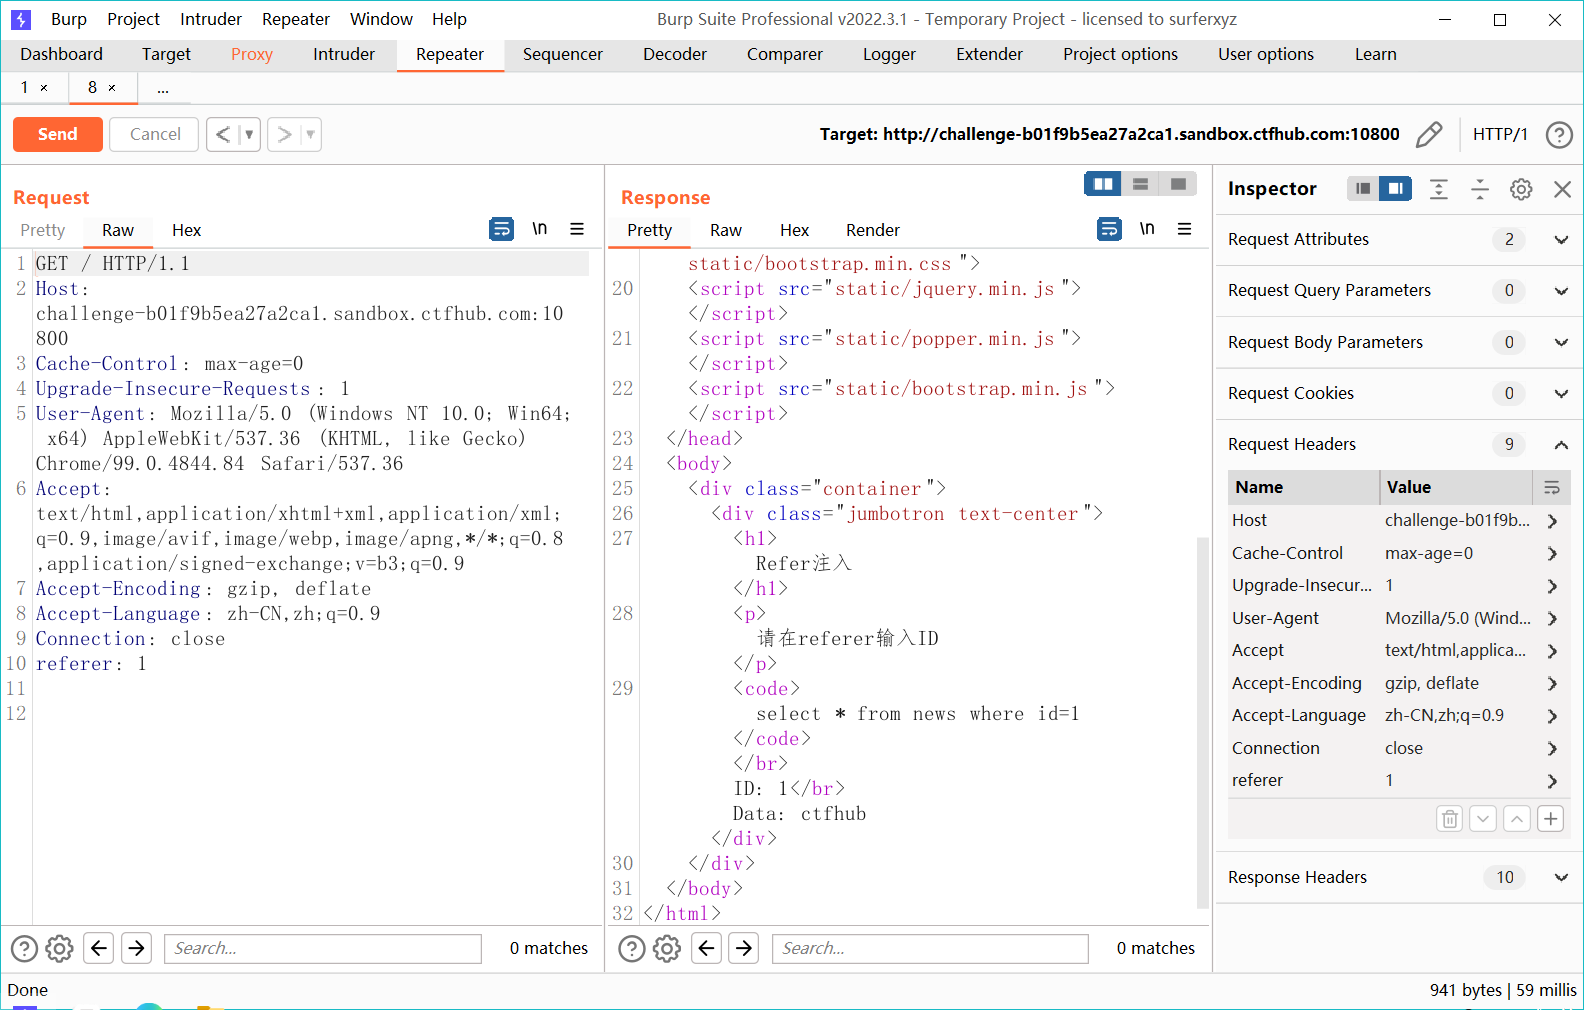 Burp Project Intruder Repeater Window Help Burp Suite Professional v2022.3.1 - Temporary Project - licensed to surferxyz
Dashboard Target Proxy Intruder Repeater Sequencer Decoder Comparer Logger Extender Project options User options Learn
1 × 8 × ...
Send Cancel < > Target: http://challenge-b01f9b5ea27a2ca1.sandbox.ctfhub.com:10800 HTTP/1
Request
Pretty Raw Hex \n
1 GET / HTTP/1.1
2 Host:
challenge-b01f9b5ea27a2ca1.sandbox.ctfhub.com:10
800
3 Cache-Control: max-age=0
4 Upgrade-Insecure-Requests: 1
5 User-Agent: Mozilla/5.0 (Windows NT 10.0; Win64;
x64) AppleWebKit/537.36 (KHTML, like Gecko)
Chrome/99.0.4844.84 Safari/537.36
6 Accept:
text/html,application/xhtml+xml,application/xml;
q=0.9,image/avif,image/webp,image/apng,*/*;q=0.8
,application/signed-exchange;v=b3;q=0.9
7 Accept-Encoding: gzip, deflate
8 Accept-Language: zh-CN,zh;q=0.9
9 Connection: close
10 referer: 1
11
12
Search... 0 matches
Response
Pretty Raw Hex Render \n
static/bootstrap.min.css">
20 <script src="static/jquery.min.js">
</script>
21 <script src="static/popper.min.js">
</script>
22 <script src="static/bootstrap.min.js">
</script>
23 </head>
24 <body>
25 <div class="container">
26 <div class="jumbotron text-center">
27 <h1>
Refer注入
</h1>
28 <p>
请在referer输入ID
</p>
29 <code>
select * from news where id=1
</code>
</br>
ID: 1</br>
Data: ctfhub
</div>
30 </div>
31 </body>
32 </html>
Search... 0 matches
Inspector
Request Attributes 2
Request Query Parameters 0
Request Body Parameters 0
Request Cookies 0
Request Headers 9
Name Value
Host challenge-b01f9b...
Cache-Control max-age=0
Upgrade-Insecur... 1
User-Agent Mozilla/5.0 (Wind...
Accept text/html,applica...
Accept-Encoding gzip, deflate
Accept-Language zh-CN,zh;q=0.9
Connection close
referer 1
Response Headers 10
Done 941 bytes | 59 millis